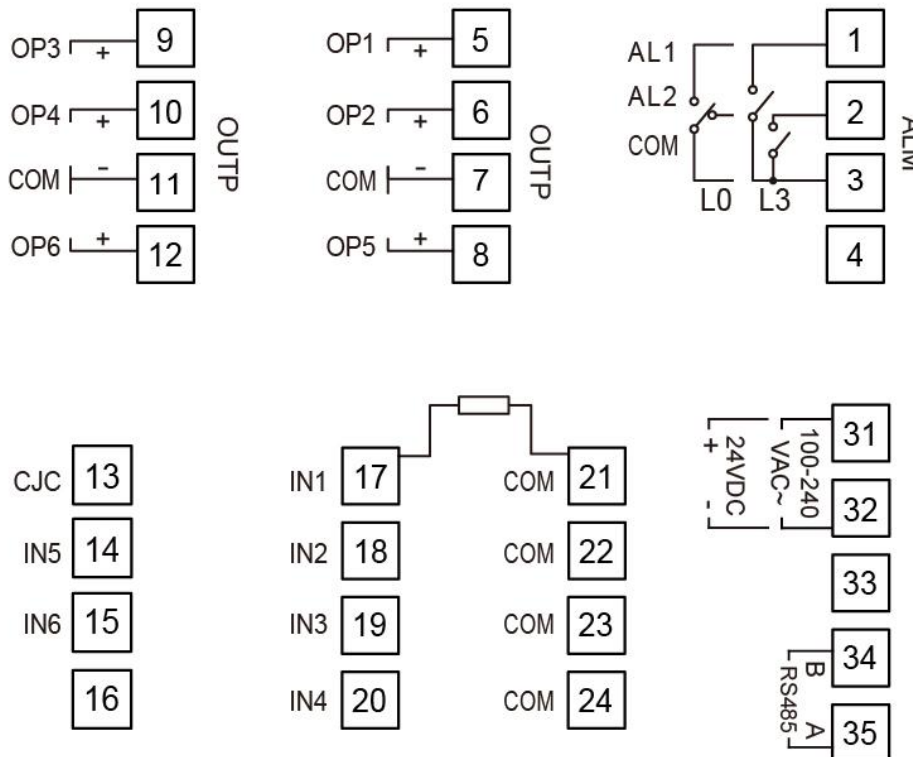 OP3 + 9
OP4 + 10
COM - 11
OP6 + 12
OUTP
OP1 + 5
OP2 + 6
COM - 7
OP5 + 8
OUTP
AL1
AL2
COM
L0 L3
1
2
3
4
ALM
CJC 13
IN5 14
IN6 15
16
IN1 17
IN2 18
IN3 19
IN4 20
COM 21
COM 22
COM 23
COM 24
+ -
24VDC
100-240
VAC~
31
32
33
34
35
B A
RS485